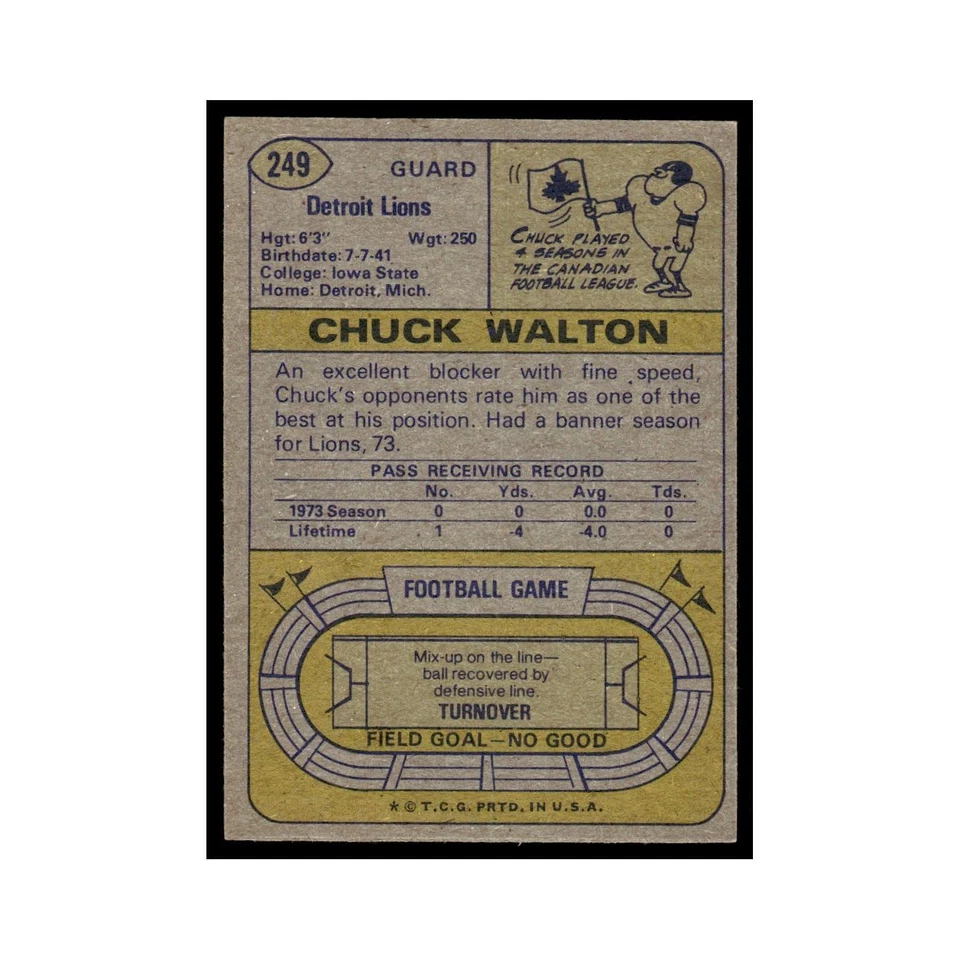 249
GUARD
Detroit Lions
Hgt: 6'3" Wgt: 250
Birthdate: 7-7-41
College: Iowa State
Home: Detroit, Mich.
CHUCK PLAYED
4 SEASONS IN
THE CANADIAN
FOOTBALL LEAGUE.
CHUCK WALTON
An excellent blocker with fine speed,
Chuck's opponents rate him as one of the
best at his position. Had a banner season
for Lions, 73.
PASS RECEIVING RECORD
No. Yds. Avg. Tds.
1973 Season 0 0 0.0 0
Lifetime 1 -4 -4.0 0
FOOTBALL GAME
Mix-up on the line—
ball recovered by
defensive line.
TURNOVER
FIELD GOAL—NO GOOD
* © T.C.G. PRTD. IN U.S.A.